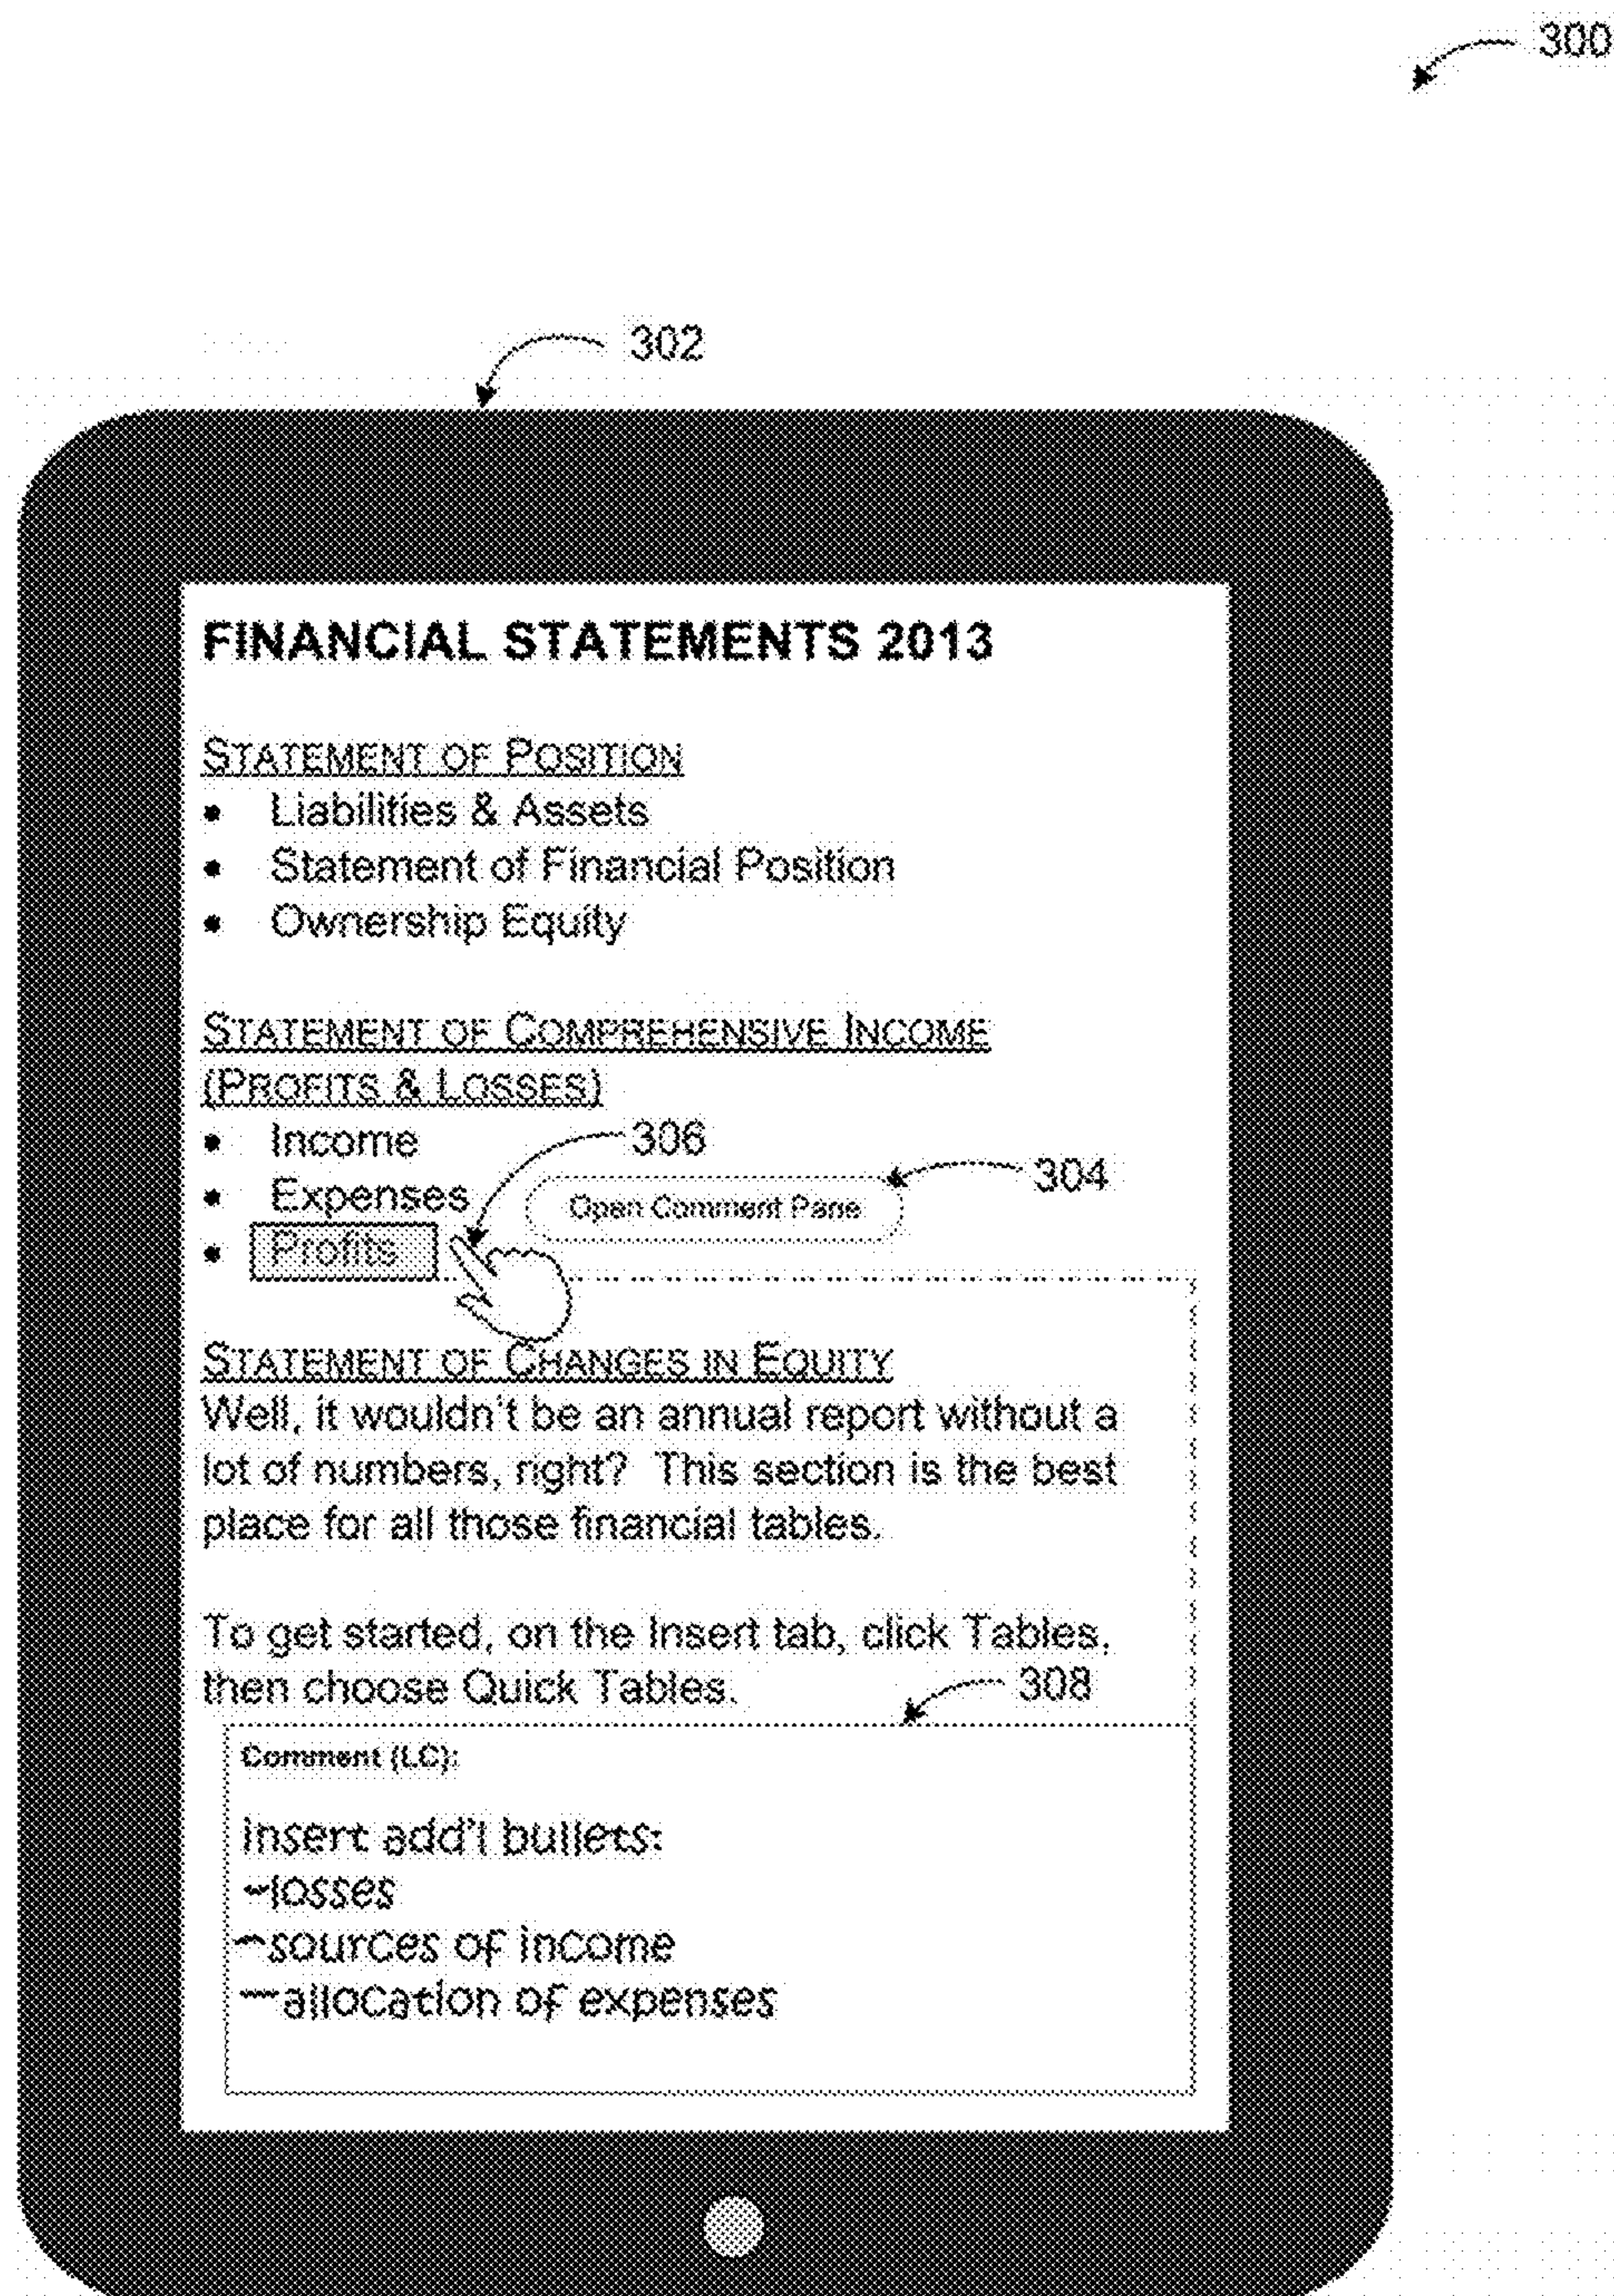 300
302
FINANCIAL STATEMENTS 2013
STATEMENT OF POSITION
• Liabilities & Assets
• Statement of Financial Position
• Ownership Equity
STATEMENT OF COMPREHENSIVE INCOME
(PROFITS & LOSSES)
• Income
306
304
• Expenses
Open Comment Pane
• Profits
STATEMENT OF CHANGES IN EQUITY
Well, it wouldn't be an annual report without a
lot of numbers, right? This section is the best
place for all those financial tables.
To get started, on the Insert tab, click Tables,
then choose Quick Tables.
308
Comment (LC):
insert add'l bullets:
-losses
-sources of income
-allocation of expenses